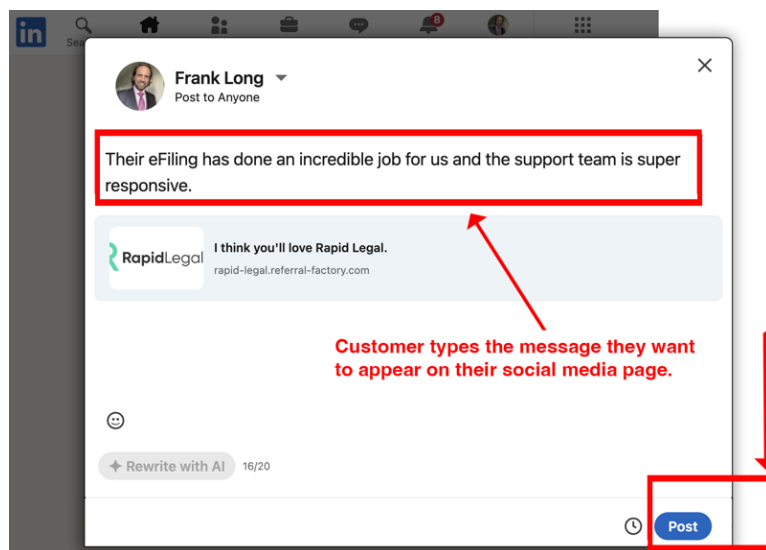 in
Sea
8
Frank Long
Post to Anyone
Their eFiling has done an incredible job for us and the support team is super
responsive.
RapidLegal
I think you'll love Rapid Legal.
rapid-legal.referral-factory.com
Customer types the message they want
to appear on their social media page.
Rewrite with AI 16/20
Post